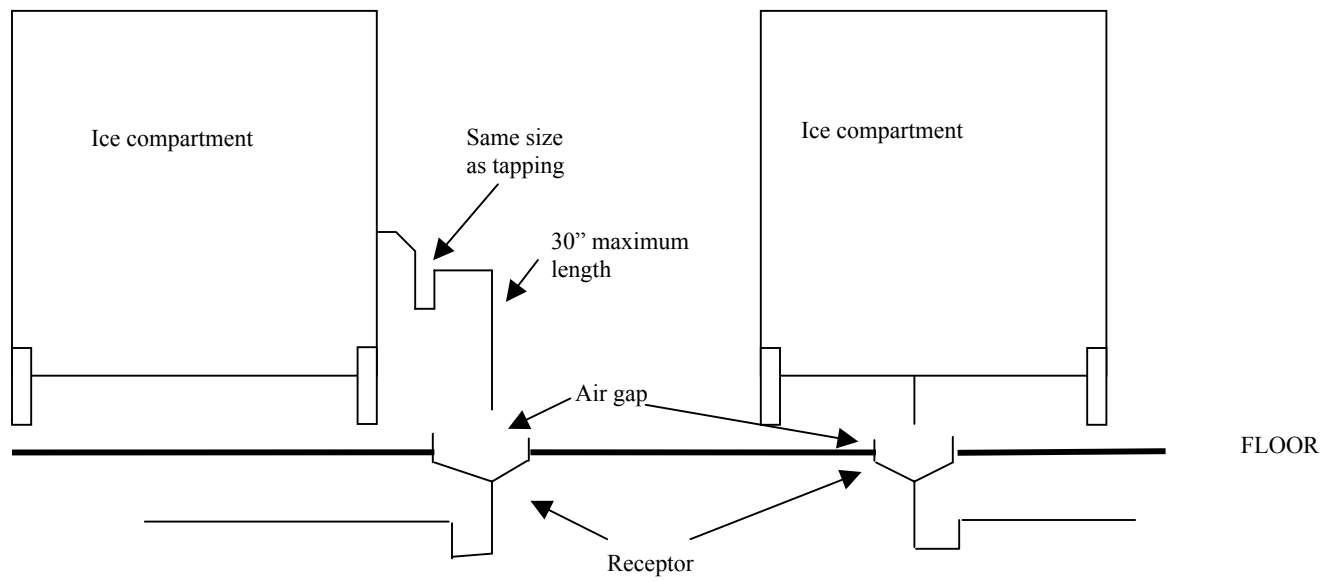 Ice compartment
Ice compartment
Same size
as tapping
30” maximum
length
Air gap
FLOOR
Receptor